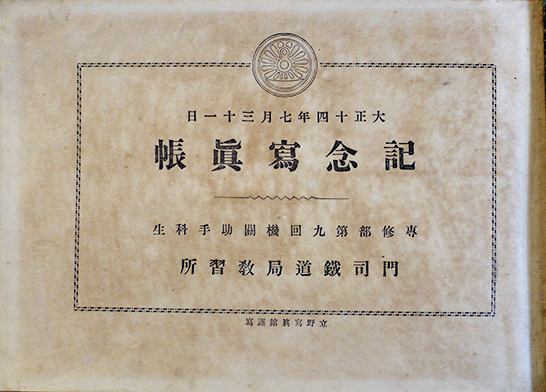 大正十四年七月三十一日
記念寫眞帳
專修部第九回機關助手科生
門司鐵道局敎習所
立野寫眞館謹寫